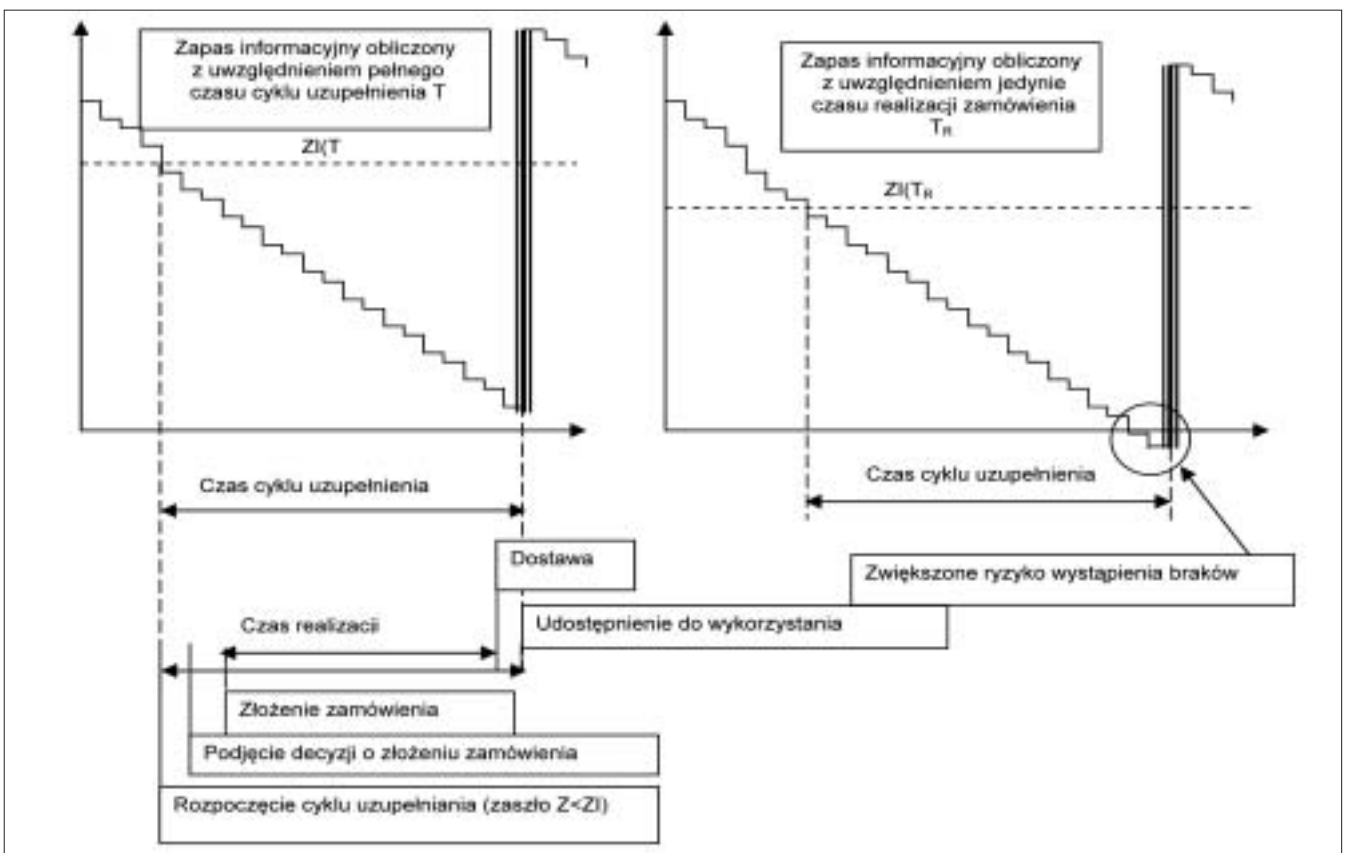 Zapas informacyjny obliczony
z uwzględnieniem pełnego
czasu cyklu uzupełnienia T
ZI(T
Czas cyklu uzupełnienia
Zapas informacyjny obliczony
z uwzględnieniem jedynie
czasu realizacji zamówienia
TR
ZI(TR
Czas cyklu uzupełnienia
Dostawa
Zwiększone ryzyko wystąpienia braków
Czas realizacji
Udostępnienie do wykorzystania
Złożenie zamówienia
Podjęcie decyzji o złożeniu zamówienia
Rozpoczęcie cyklu uzupełniania (zaszło Z<ZI)